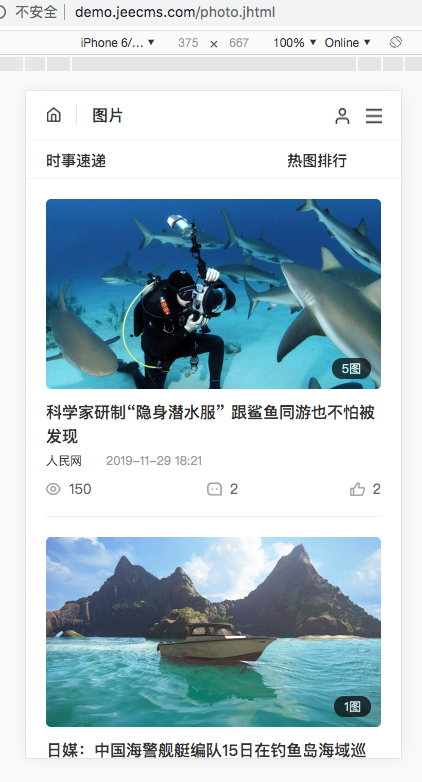 不安全 demo.jeecms.com/photo.jhtml
iPhone 6/... ▼ 375 × 667 100% ▼ Online ▼
图片
时事速递 热图排行
5图
科学家研制“隐身潜水服” 跟鲨鱼同游也不怕被
发现
人民网 2019-11-29 18:21
150 2 2
1图
日媒：中国海警舰艇编队15日在钓鱼岛海域巡